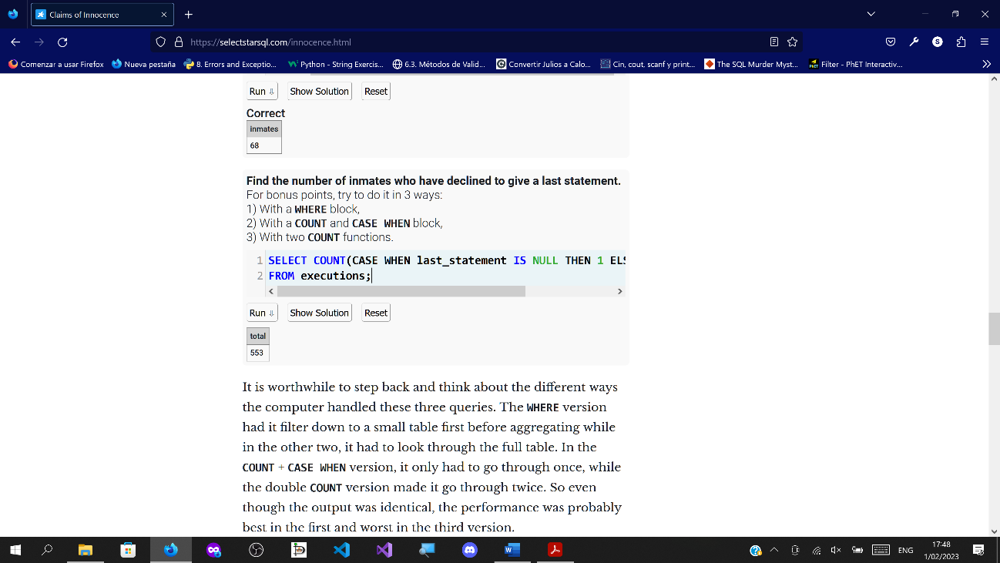 Claims of Innocence
https://selectstarsql.com/innocence.html
Comenzar a usar Firefox
Nueva pestaña
8. Errors and Exceptio...
Python - String Exercis...
6.3. Métodos de Valid...
Convertir Julios a Calo...
Cin, cout, scanf y print...
The SQL Murder Myst...
Filter - PhET Interactiv...
Run ⇩ Show Solution Reset
Correct
inmates
68
Find the number of inmates who have declined to give a last statement.
For bonus points, try to do it in 3 ways:
1) With a WHERE block,
2) With a COUNT and CASE WHEN block,
3) With two COUNT functions.
1 SELECT COUNT(CASE WHEN last_statement IS NULL THEN 1 ELS
2 FROM executions;
Run ⇩ Show Solution Reset
total
553
It is worthwhile to step back and think about the different ways
the computer handled these three queries. The WHERE version
had it filter down to a small table first before aggregating while
in the other two, it had to look through the full table. In the
COUNT + CASE WHEN version, it only had to go through once, while
the double COUNT version made it go through twice. So even
though the output was identical, the performance was probably
best in the first and worst in the third version.
ENG
17:48
1/02/2023